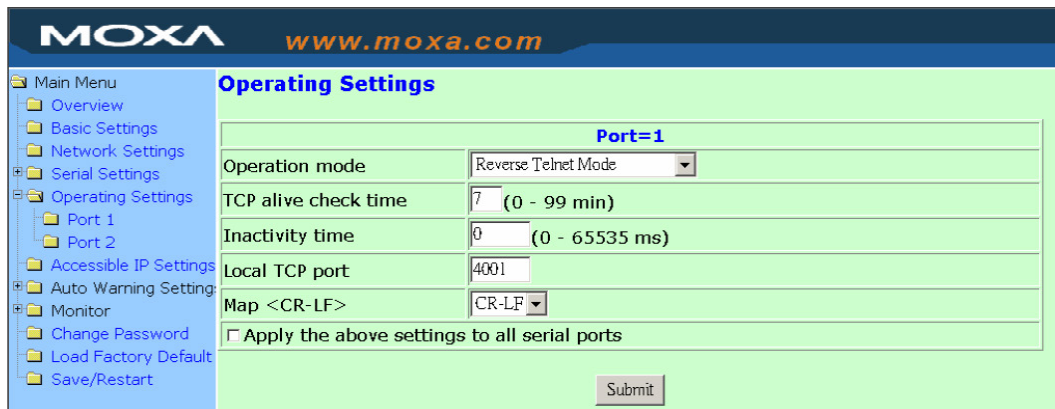 MOXA www.moxa.com
Main Menu
Overview
Basic Settings
Network Settings
Serial Settings
Operating Settings
Port 1
Port 2
Accessible IP Settings
Auto Warning Setting
Monitor
Change Password
Load Factory Default
Save/Restart
Operating Settings
Port=1
Operation mode Reverse Telnet Mode
TCP alive check time 7 (0 - 99 min)
Inactivity time 0 (0 - 65535 ms)
Local TCP port 4001
Map <CR-LF> CR-LF
Apply the above settings to all serial ports
Submit